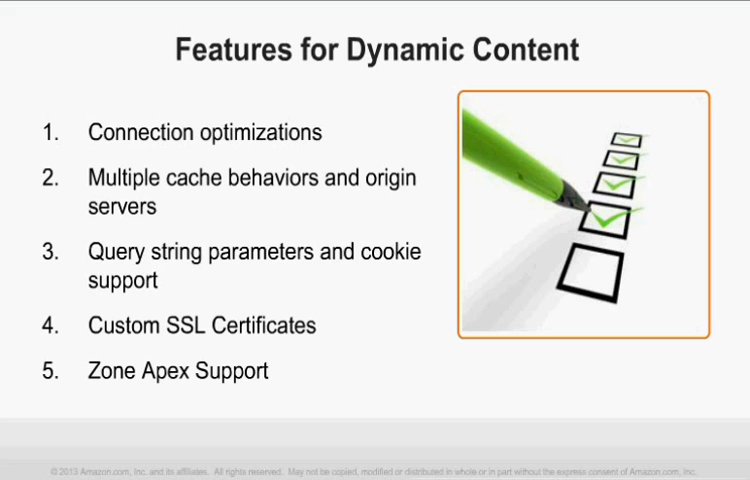 Features for Dynamic Content
1. Connection optimizations
2. Multiple cache behaviors and origin
servers
3. Query string parameters and cookie
support
4. Custom SSL Certificates
5. Zone Apex Support
© 2013 Amazon.com, Inc. and its affiliates. All rights reserved. May not be copied, modified or distributed in whole or in part without the express consent of Amazon.com, Inc.